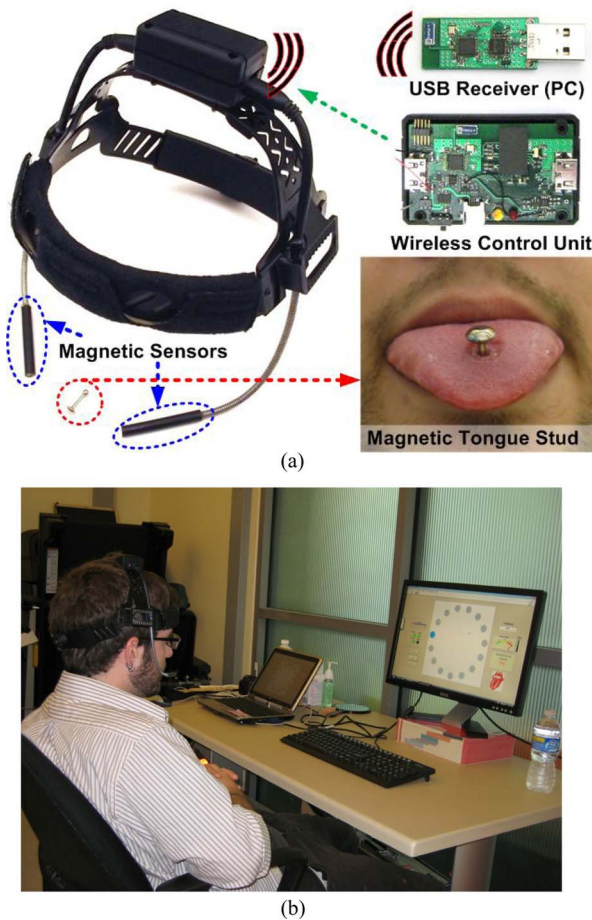 USB Receiver (PC)
Wireless Control Unit
Magnetic Sensors
Magnetic Tongue Stud
(a)
(b)